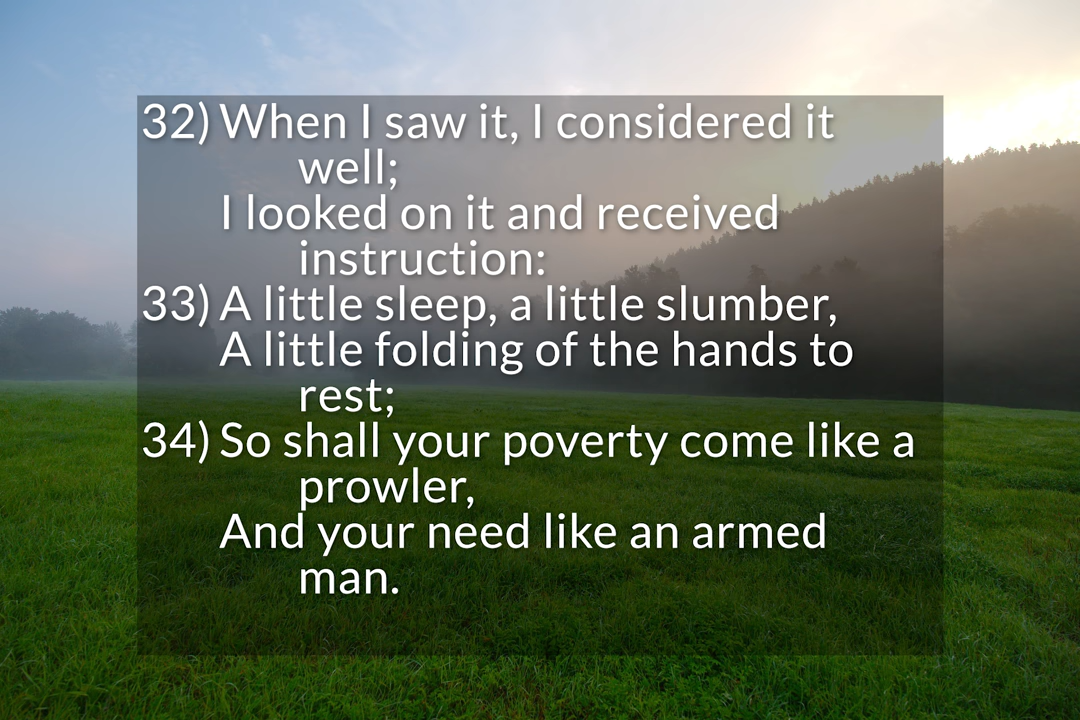 32) When I saw it, I considered it
well;
I looked on it and received
instruction:
33) A little sleep, a little slumber,
A little folding of the hands to
rest;
34) So shall your poverty come like a
prowler,
And your need like an armed
man.